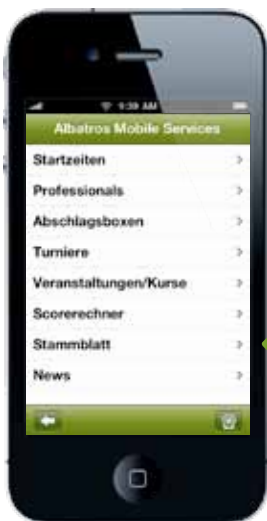 9:39 AM
Albatros Mobile Services
Startzeiten
Professionals
Abschlagsboxen
Turniere
Veranstaltungen/Kurse
Scorerechner
Stammblatt
News